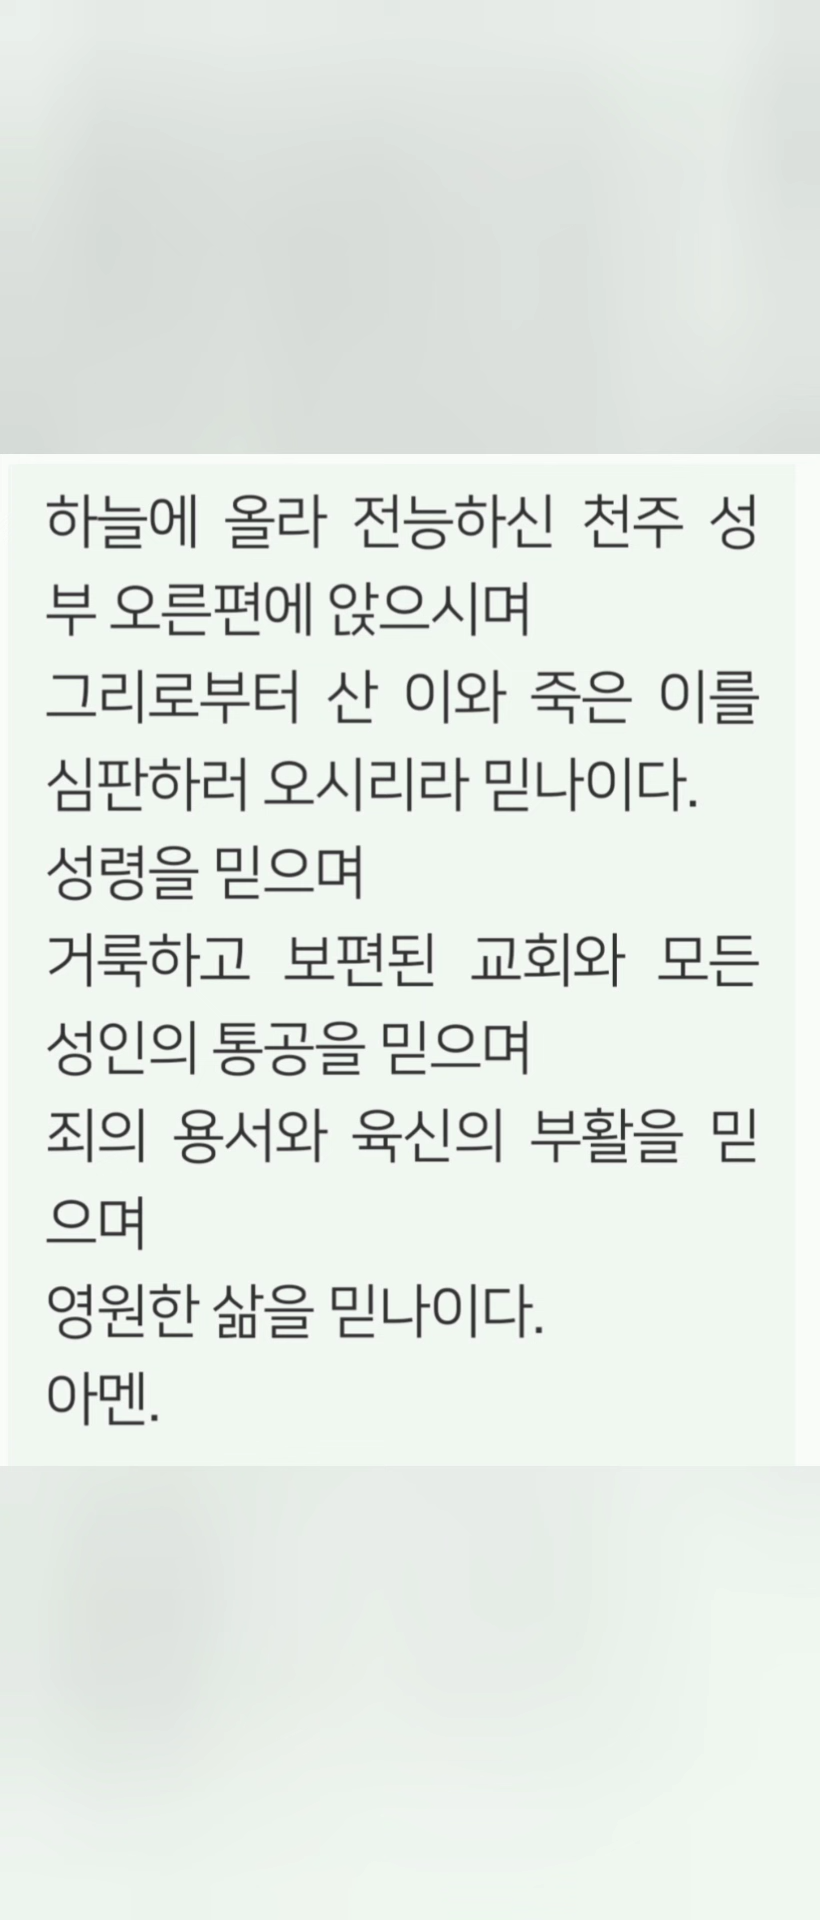 하늘에 올라 전능하신 천주 성
부 오른편에 앉으시며
그리로부터 산 이와 죽은 이를
심판하러 오시리라 믿나이다.
성령을 믿으며
거룩하고 보편된 교회와 모든
성인의 통공을 믿으며
죄의 용서와 육신의 부활을 믿
으며
영원한 삶을 믿나이다.
아멘.